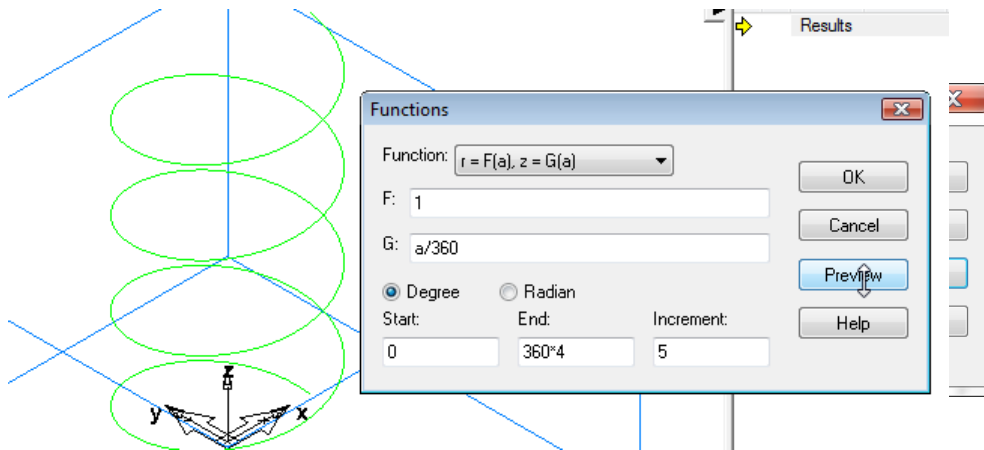 Results
Functions
Function: r = F(a), z = G(a)
OK
F: 1
Cancel
G: a/360
Preview
Degree Radian
Start: End: Increment:
Help
0 360*4 5
z
y x